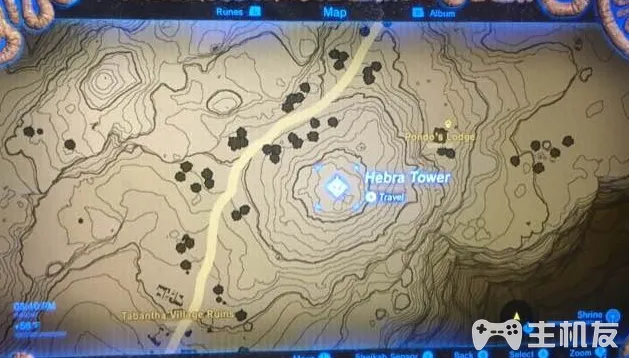 Runes L Map R Album
Pondo's Lodge
Hebra Tower
Travel
Tabantha Village Ruins
Shrine
主机友
Sheikah Sensor Back Select Zoom